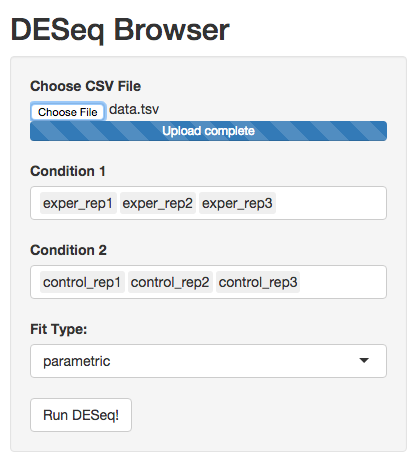 DESeq Browser
Choose CSV File
Choose File data.tsv
Upload complete
Condition 1
exper_rep1 exper_rep2 exper_rep3
Condition 2
control_rep1 control_rep2 control_rep3
Fit Type:
parametric
Run DESeq!